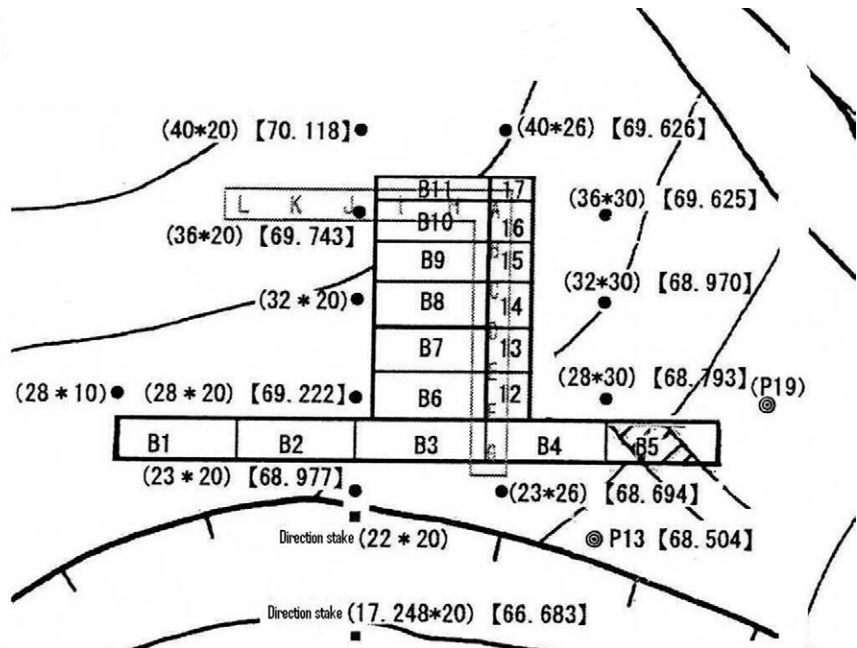 (40*20) 【70.118】 (40*26) 【69.626】
B11 17
L K J I H A
(36*30) 【69.625】
B10 16
(36*20) 【69.743】
B9 B 15
(32*30) 【68.970】
(32 * 20) B8 C 14
D
B7 E 13
(28*30) 【68.793】
(P19)
(28 * 10) (28 * 20) 【69.222】 B6 F 12
B1 B2 B3 G B4 B5
(23 * 20) 【68.977】
(23*26) 【68.694】
Direction stake (22 * 20) P13 【68.504】
Direction stake (17.248*20) 【66.683】